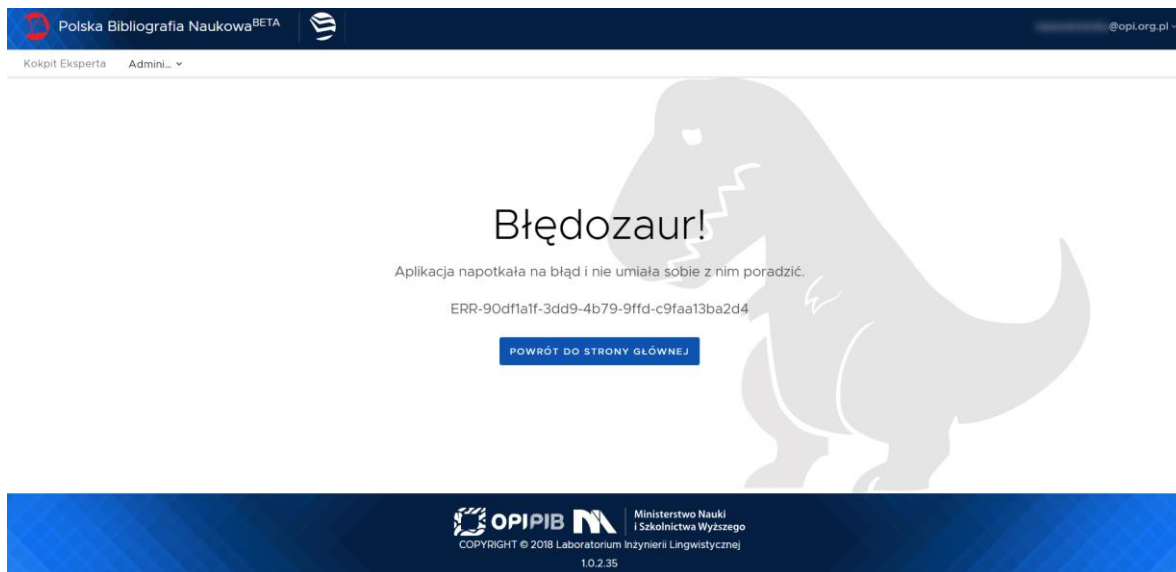 Polska Bibliografia NaukowaBETA
@opi.org.pl
Kokpit Eksperta Admini...
Błędozaur!
Aplikacja napotkała na błąd i nie umiała sobie z nim poradzić.
ERR-90df1a1f-3dd9-4b79-9ffd-c9faa13ba2d4
POWRÓT DO STRONY GŁÓWNEJ
OPIPIB
Ministerstwo Nauki
i Szkolnictwa Wyższego
COPYRIGHT © 2018 Laboratorium Inżynierii Lingwistycznej
1.0.2.35